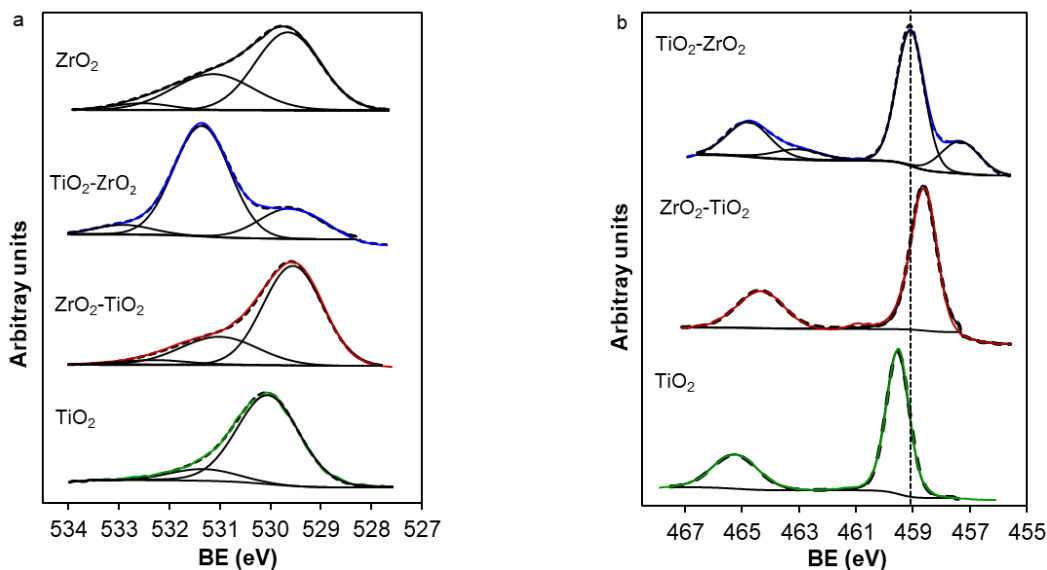 a
ZrO2
TiO2-ZrO2
ZrO2-TiO2
TiO2
Arbitray units
534 533 532 531 530 529 528 527
BE (eV)
b
TiO2-ZrO2
ZrO2-TiO2
TiO2
Arbitray units
467 465 463 461 459 457 455
BE (eV)